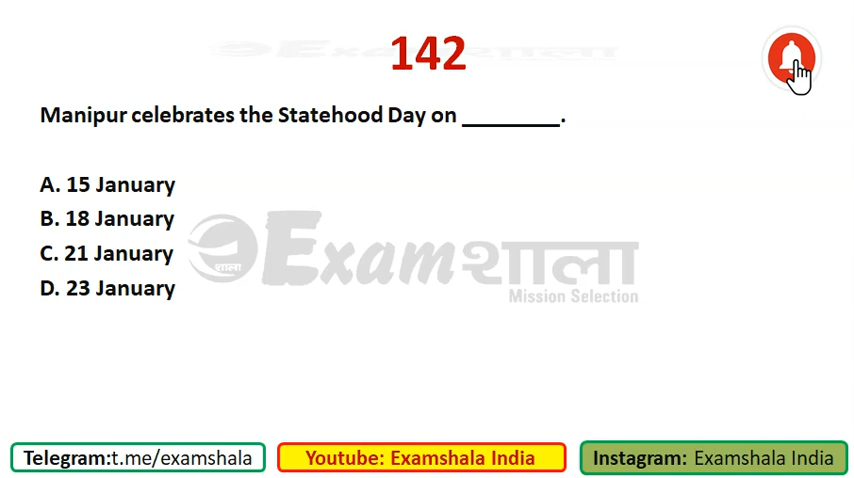 142
Manipur celebrates the Statehood Day on _________.
A. 15 January
B. 18 January
C. 21 January
D. 23 January
शाला
Examशाला
Mission Selection
Telegram:t.me/examshala
Youtube: Examshala India
Instagram: Examshala India